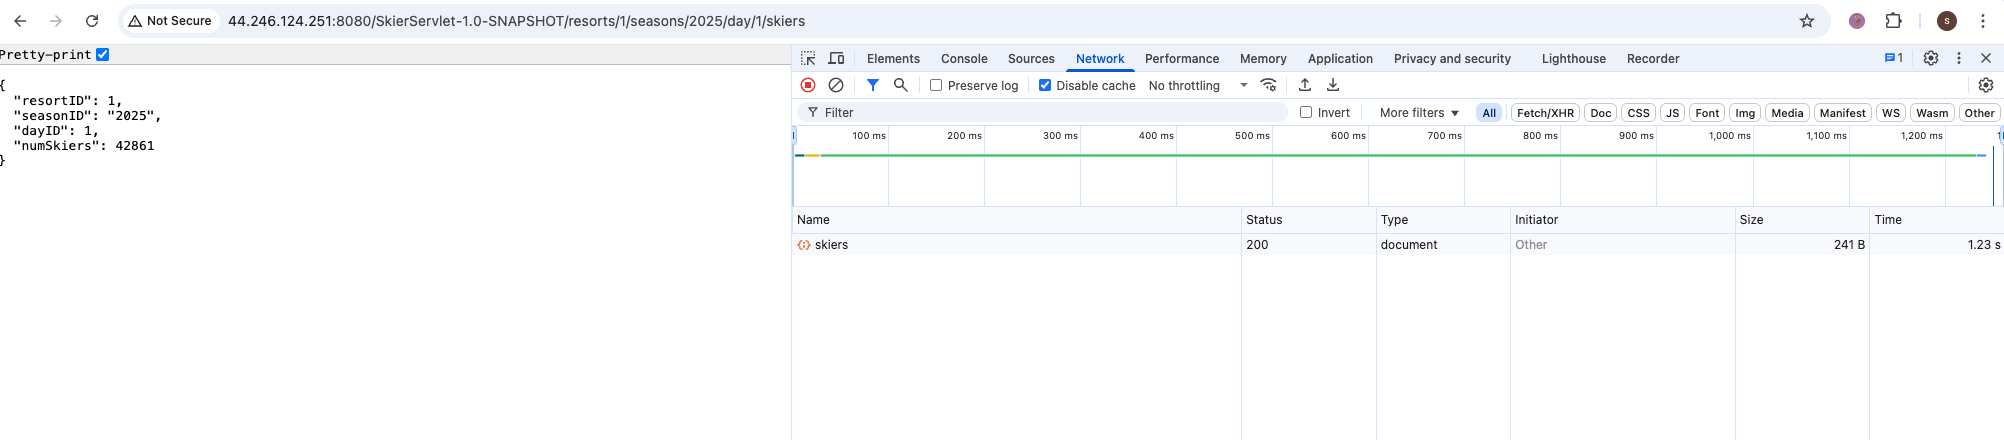 Not Secure 44.246.124.251:8080/SkierServlet-1.0-SNAPSHOT/resorts/1/seasons/2025/day/1/skiers S
Pretty-print
{
"resortID": 1,
"seasonID": "2025",
"dayID": 1,
"numSkiers": 42861
}
Elements Console Sources Network Performance Memory Application Privacy and security Lighthouse Recorder 1
Preserve log Disable cache No throttling
Filter Invert More filters All Fetch/XHR Doc CSS JS Font Img Media Manifest WS Wasm Other
100 ms 200 ms 300 ms 400 ms 500 ms 600 ms 700 ms 800 ms 900 ms 1,000 ms 1,100 ms 1,200 ms
Name Status Type Initiator Size Time
skiers 200 document Other 241 B 1.23 s